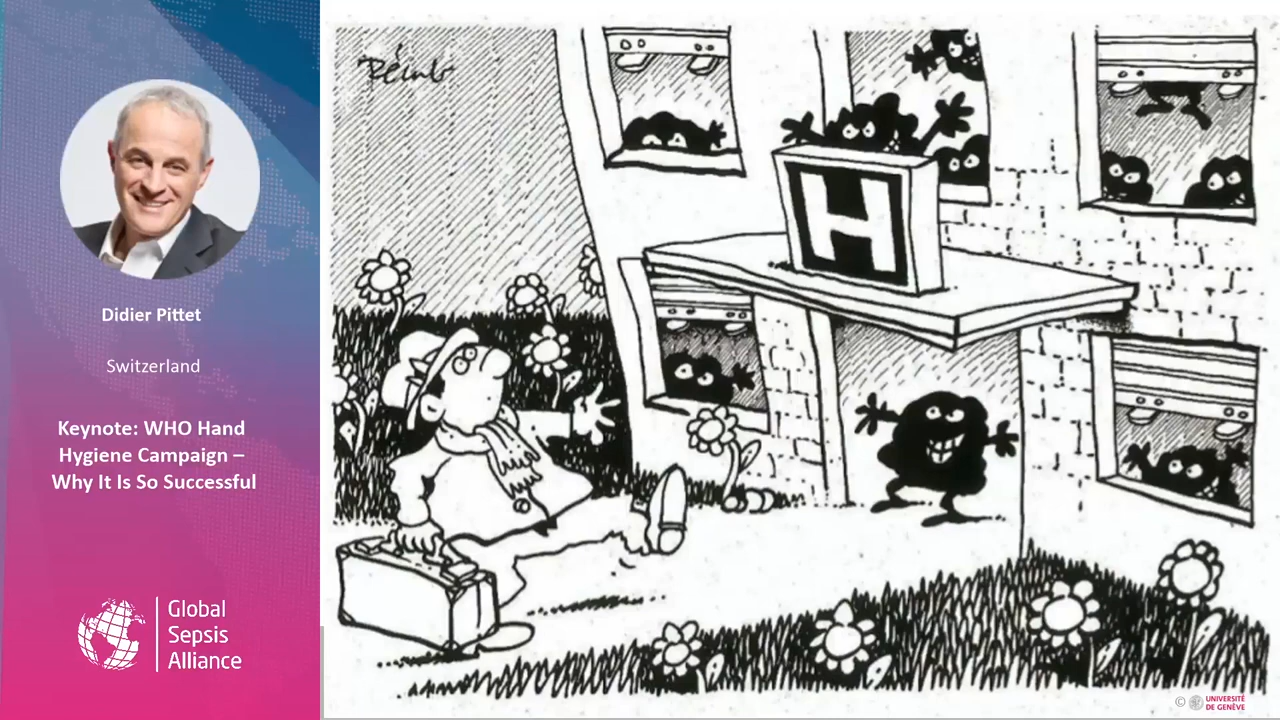 Didier Pittet
Switzerland
Keynote: WHO Hand
Hygiene Campaign –
Why It Is So Successful
Global
Sepsis
Alliance
H
© UNIVERSITÉ
DE GENÈVE